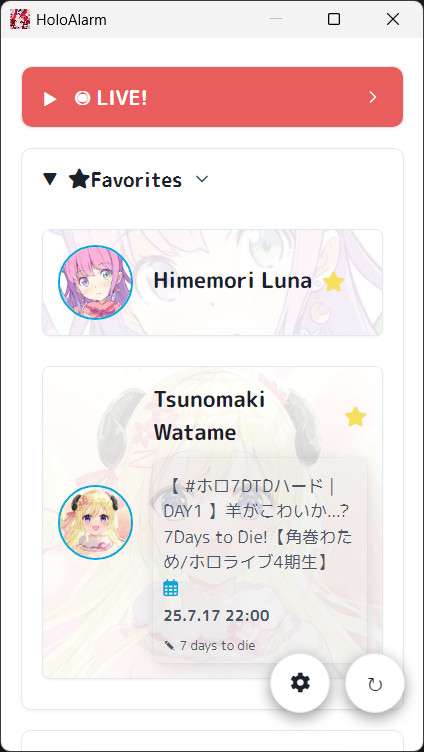 HoloAlarm
LIVE!
Favorites
Himemori Luna
Tsunomaki
Watame
【 #ホロ7DTDハード |
DAY1 】羊がこわいか…?
7Days to Die!【角巻わた
め/ホロライブ4期生】
25.7.17 22:00
7 days to die